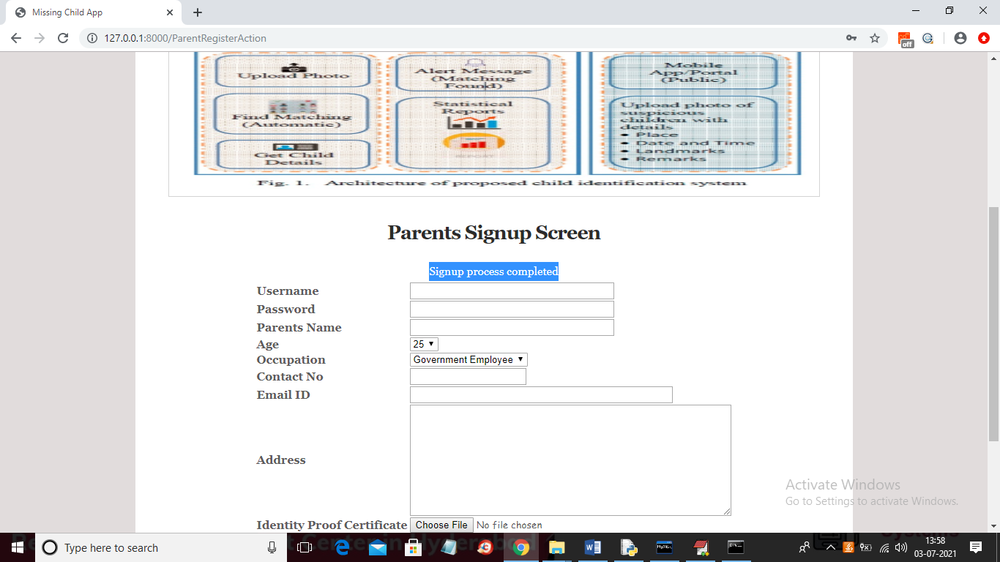 Missing Child App
127.0.0.1:8000/ParentRegisterAction
off
Upload Photo
Find Matching
(Automatic)
Get Child
Details
Alert Message
(Matching
Found)
Statistical
Reports
REPORT
Mobile
App/Portal
(Public)
Upload photo of
suspicious
children with
details
• Place
• Date and Time
• Landmarks
• Remarks
Fig. 1. Architecture of proposed child identification system
Parents Signup Screen
Signup process completed
Username
Password
Parents Name
Age 25
Occupation Government Employee
Contact No
Email ID
Address
Identity Proof Certificate Choose File No file chosen
Activate Windows
Go to Settings to activate Windows.
Type here to search
MySQL
13:58
03-07-2021